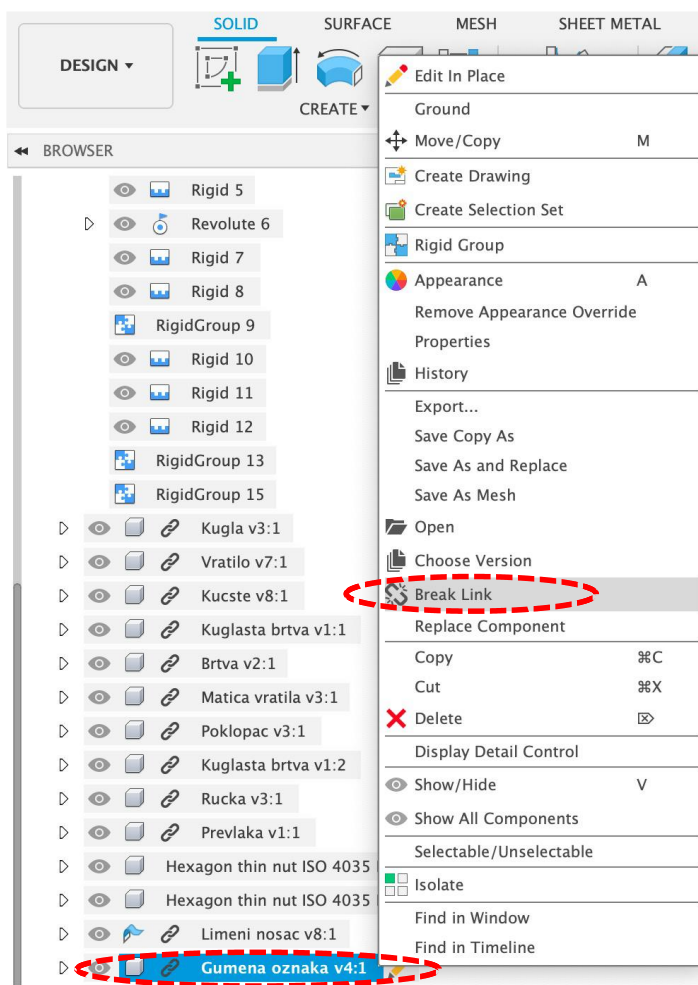 SOLID SURFACE MESH SHEET METAL
DESIGN ▾
CREATE ▾
BROWSER
Rigid 5
Revolute 6
Rigid 7
Rigid 8
RigidGroup 9
Rigid 10
Rigid 11
Rigid 12
RigidGroup 13
RigidGroup 15
Kugla v3:1
Vratilo v7:1
Kucste v8:1
Kuglasta brtva v1:1
Brtva v2:1
Matica vratila v3:1
Poklopac v3:1
Kuglasta brtva v1:2
Rucka v3:1
Prevlaka v1:1
Hexagon thin nut ISO 4035
Hexagon thin nut ISO 4035
Limeni nosac v8:1
Gumena oznaka v4:1
Edit In Place
Ground
Move/Copy M
Create Drawing
Create Selection Set
Rigid Group
Appearance A
Remove Appearance Override
Properties
History
Export...
Save Copy As
Save As and Replace
Save As Mesh
Open
Choose Version
Break Link
Replace Component
Copy ⌘C
Cut ⌘X
Delete ⌦
Display Detail Control
Show/Hide V
Show All Components
Selectable/Unselectable
Isolate
Find in Window
Find in Timeline